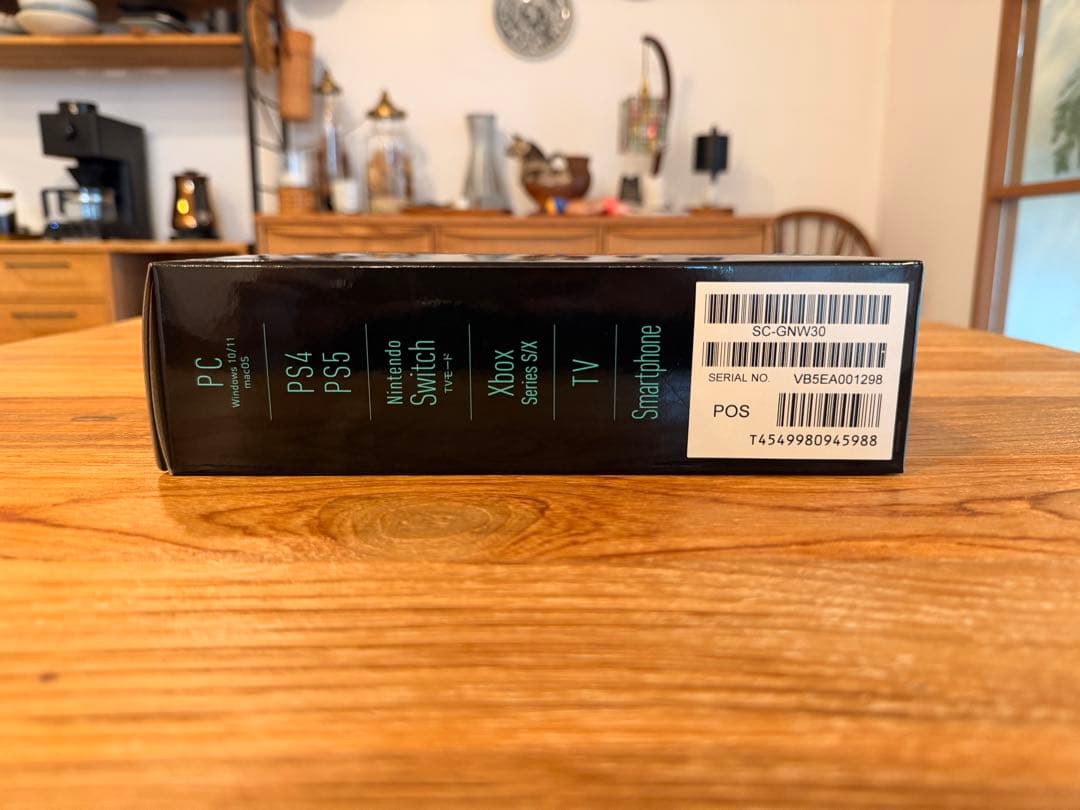 PC
Windows 10/11
macOS
PS4
PS5
Nintendo
Switch
TVモード
Xbox
Series S/X
TV
Smartphone
SC-GNW30
SERIAL NO. VB5EA001298
POS
T4549980945988